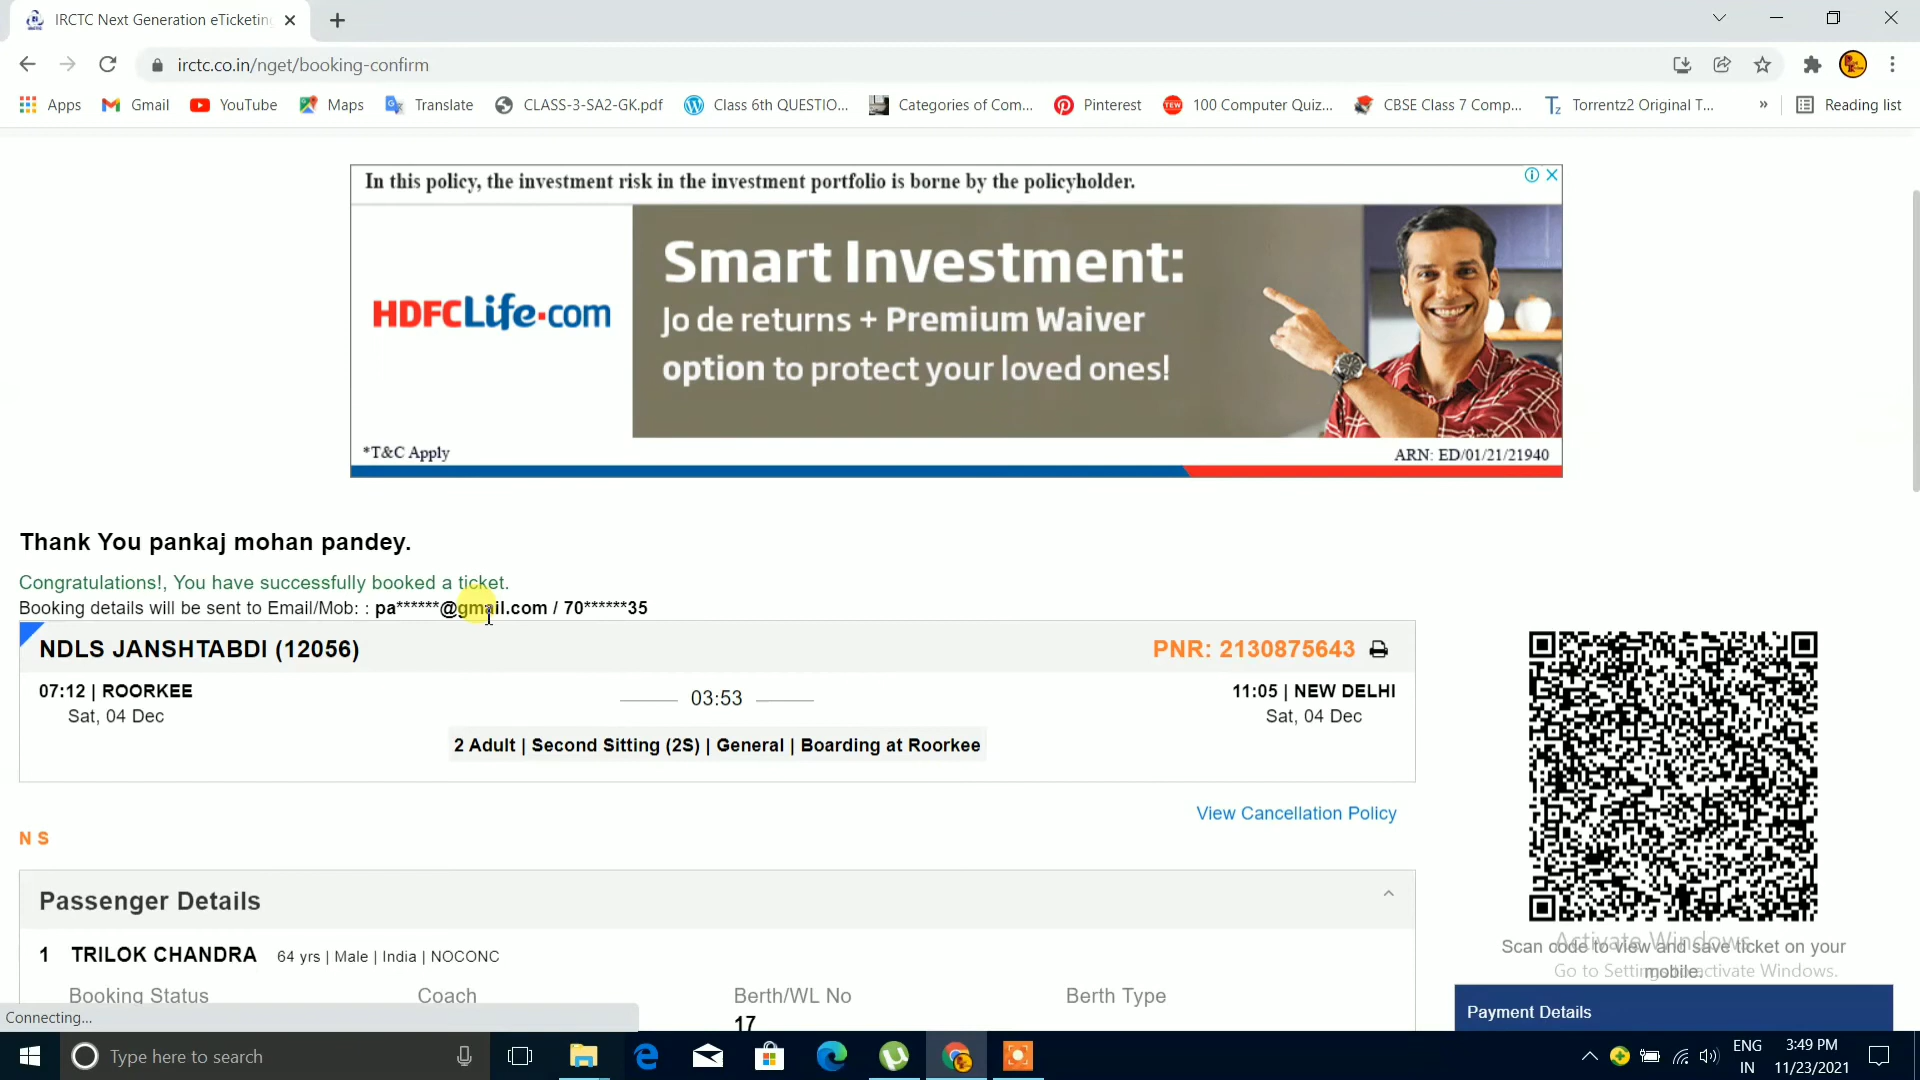 IRCTC Next Generation eTicketing
irctc.co.in/nget/booking-confirm
Apps Gmail YouTube Maps Translate CLASS-3-SA2-GK.pdf Class 6th QUESTIO... Categories of Com... Pinterest 100 Computer Quiz... CBSE Class 7 Comp... Torrentz2 Original T... » Reading list
In this policy, the investment risk in the investment portfolio is borne by the policyholder.
HDFCLife.com
Smart Investment:
Jo de returns + Premium Waiver
option to protect your loved ones!
*T&C Apply
ARN: ED/01/21/21940
Thank You pankaj mohan pandey.
Congratulations!, You have successfully booked a ticket.
Booking details will be sent to Email/Mob: : pa******@gmail.com / 70******35
NDLS JANSHTABDI (12056)
PNR: 2130875643
07:12 | ROORKEE
03:53
11:05 | NEW DELHI
Sat, 04 Dec
Sat, 04 Dec
2 Adult | Second Sitting (2S) | General | Boarding at Roorkee
View Cancellation Policy
N S
Passenger Details
1 TRILOK CHANDRA 64 yrs | Male | India | NOCONC
Booking Status Coach Berth/WL No Berth Type
17
Scan code to view and save ticket on your
mobile.
Activate Windows
Go to Settings to activate Windows.
Payment Details
Connecting...
Type here to search
ENG
IN
3:49 PM
11/23/2021